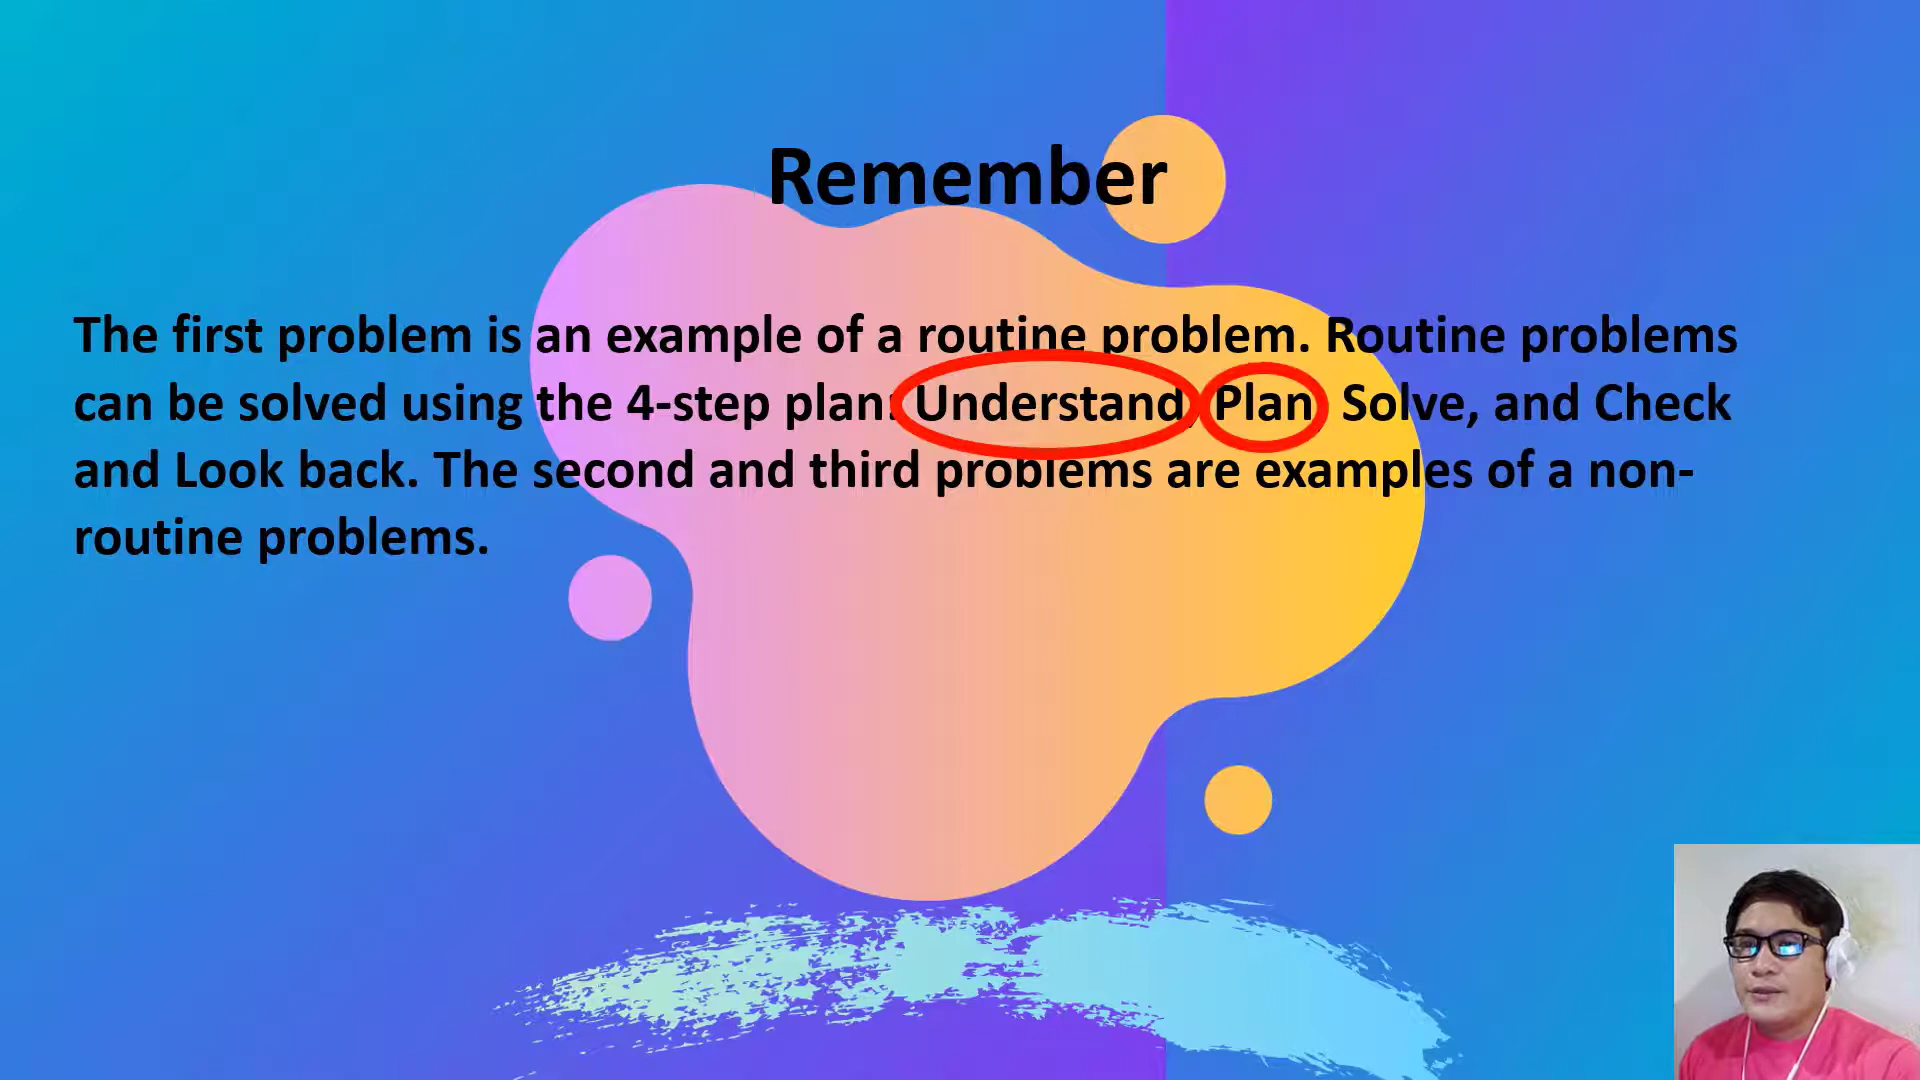 Remember
The first problem is an example of a routine problem. Routine problems
can be solved using the 4-step plan: Understand, Plan, Solve, and Check
and Look back. The second and third problems are examples of a non-
routine problems.